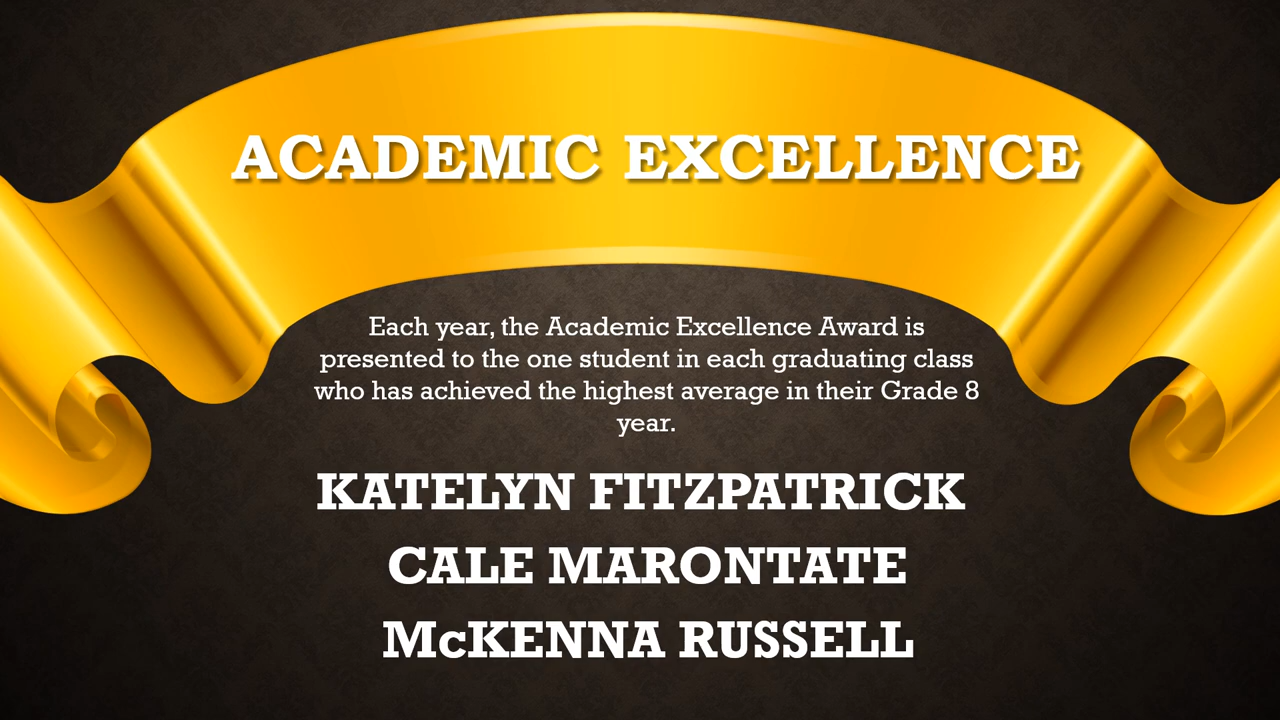 ACADEMIC EXCELLENCE
Each year, the Academic Excellence Award is
presented to the one student in each graduating class
who has achieved the highest average in their Grade 8
year.
KATELYN FITZPATRICK
CALE MARONTATE
McKENNA RUSSELL